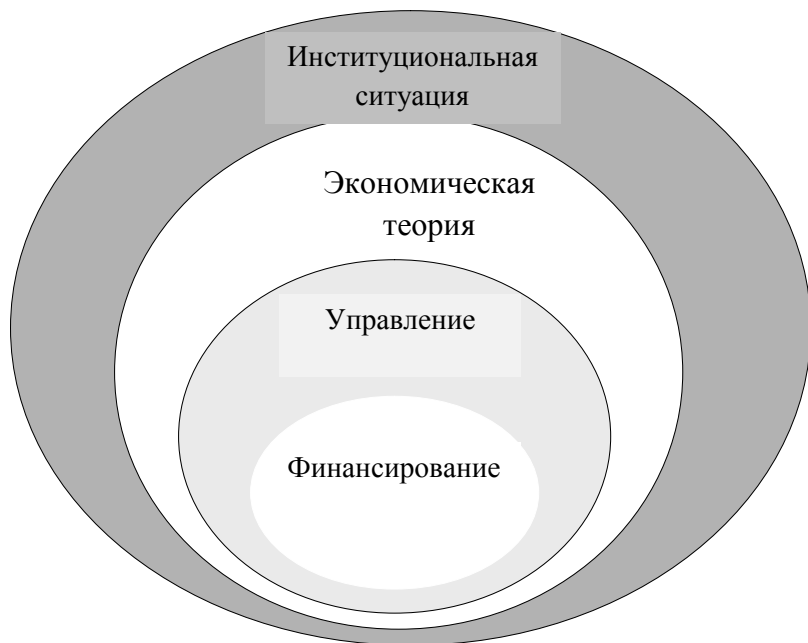 Институциональная
ситуация
Экономическая
теория
Управление
Финансирование